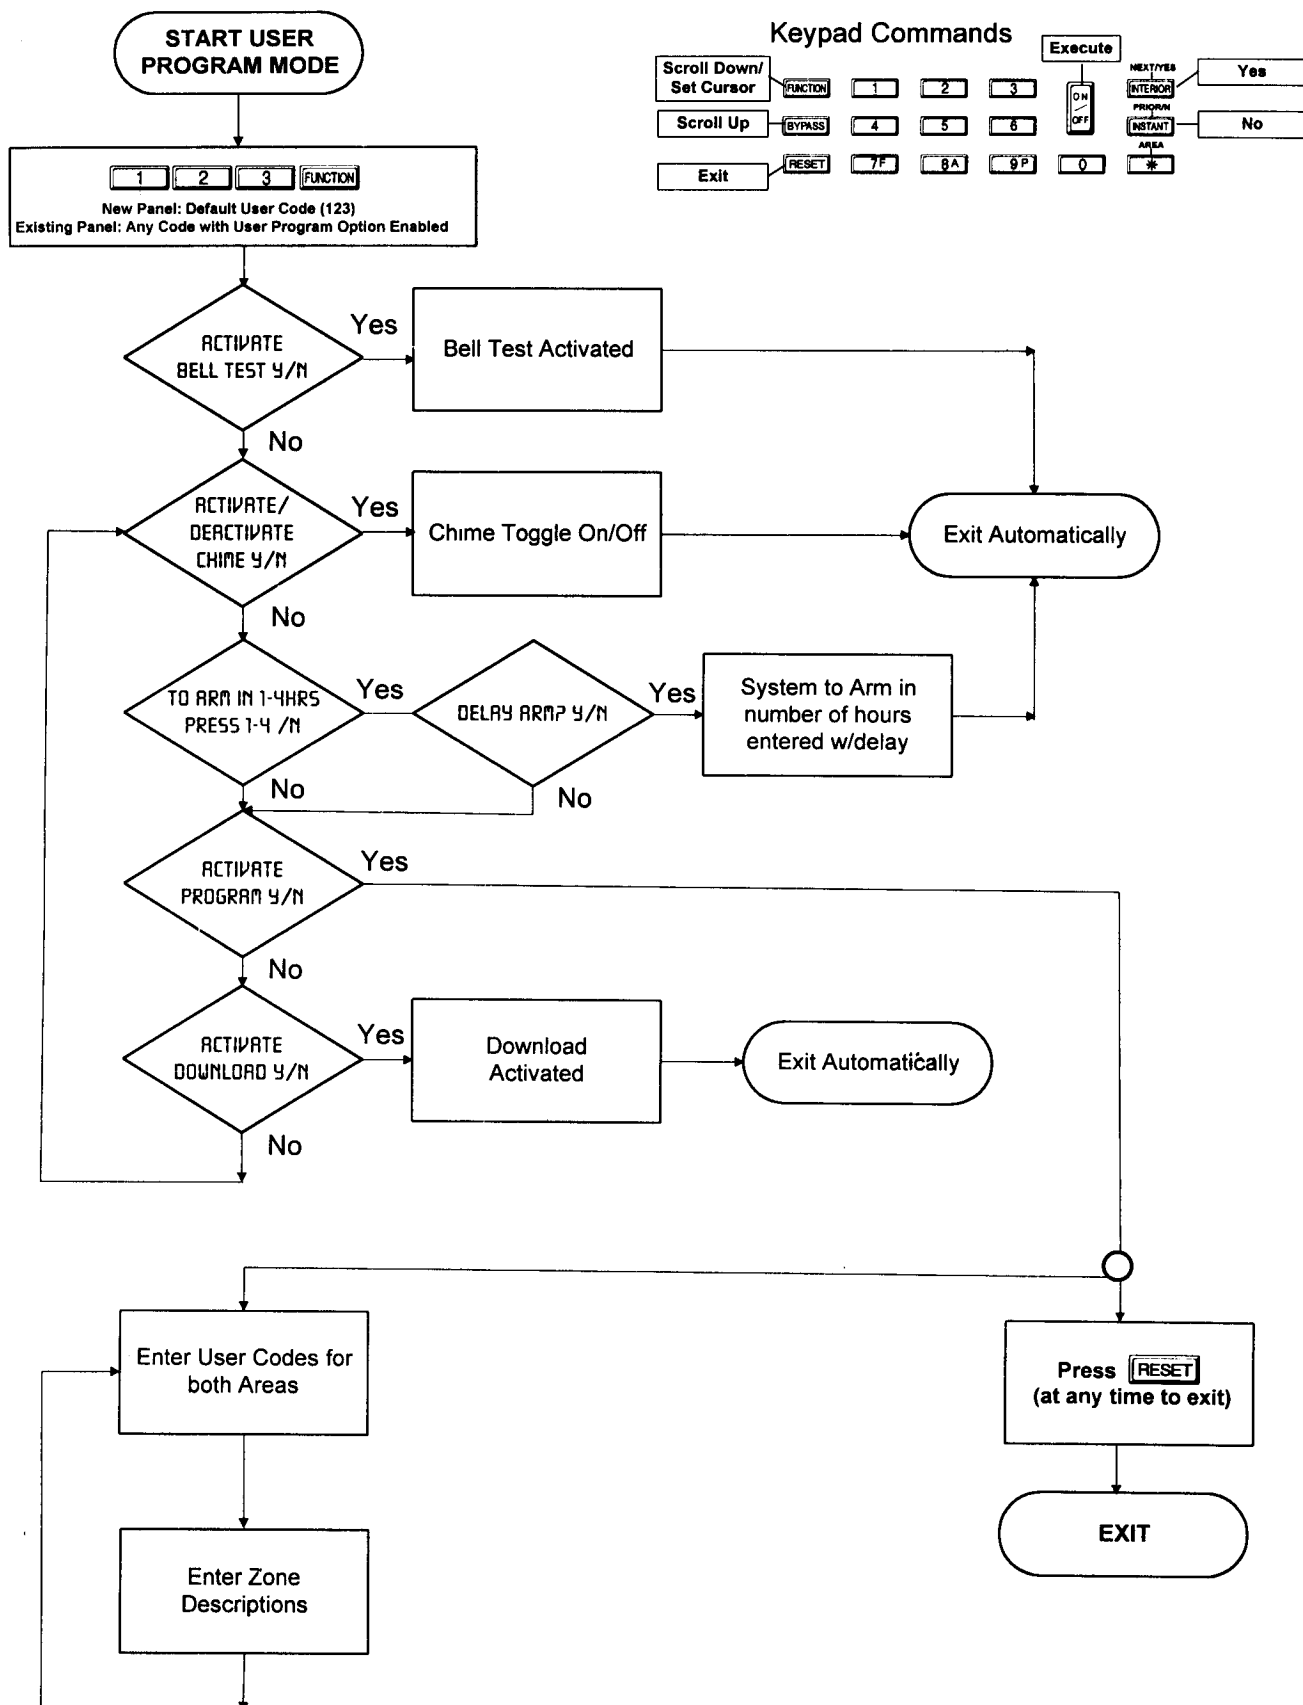 START USER
PROGRAM MODE
Keypad Commands
Execute
Scroll Down/
Set Cursor
FUNCTION
1
2
3
ON
/
OFF
NEXT/YES
INTERIOR
Yes
Scroll Up
BYPASS
4
5
6
PRIOR/N
INSTANT
No
Exit
RESET
7F
8A
9P
0
AREA
*
1 2 3 FUNCTION
New Panel: Default User Code (123)
Existing Panel: Any Code with User Program Option Enabled
ACTIVATE
BELL TEST Y/N
Yes
Bell Test Activated
No
ACTIVATE/
DEACTIVATE
CHIME Y/N
Yes
Chime Toggle On/Off
Exit Automatically
No
TO ARM IN 1-4HRS
PRESS 1-4 /N
Yes
DELAY ARM? Y/N
Yes
System to Arm in
number of hours
entered w/delay
No
No
ACTIVATE
PROGRAM Y/N
Yes
No
ACTIVATE
DOWNLOAD Y/N
Yes
Download
Activated
Exit Automatically
No
Enter User Codes for
both Areas
Press RESET
(at any time to exit)
EXIT
Enter Zone
Descriptions